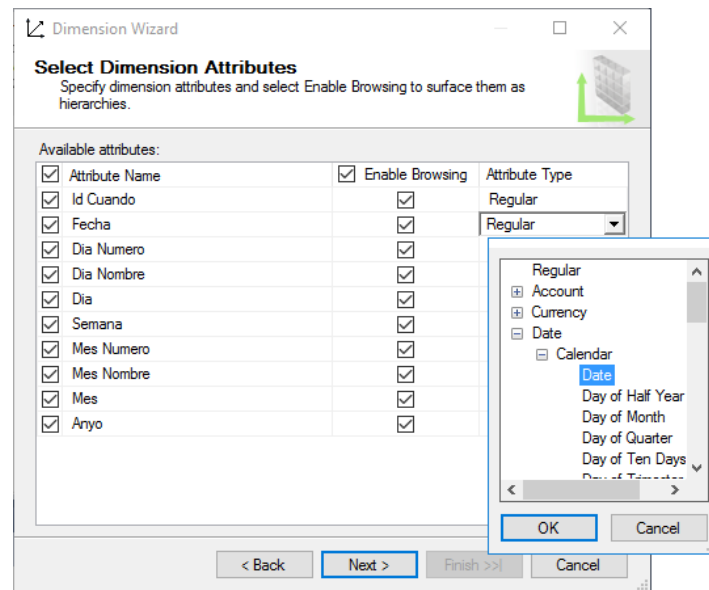 Dimension Wizard
Select Dimension Attributes
Specify dimension attributes and select Enable Browsing to surface them as
hierarchies.
Available attributes:
Attribute Name Enable Browsing Attribute Type
Id Cuando Regular
Fecha Regular
Dia Numero
Dia Nombre
Dia
Semana
Mes Numero
Mes Nombre
Mes
Anyo
Regular
Account
Currency
Date
Calendar
Date
Day of Half Year
Day of Month
Day of Quarter
Day of Ten Days
OK Cancel
< Back Next > Finish >>| Cancel